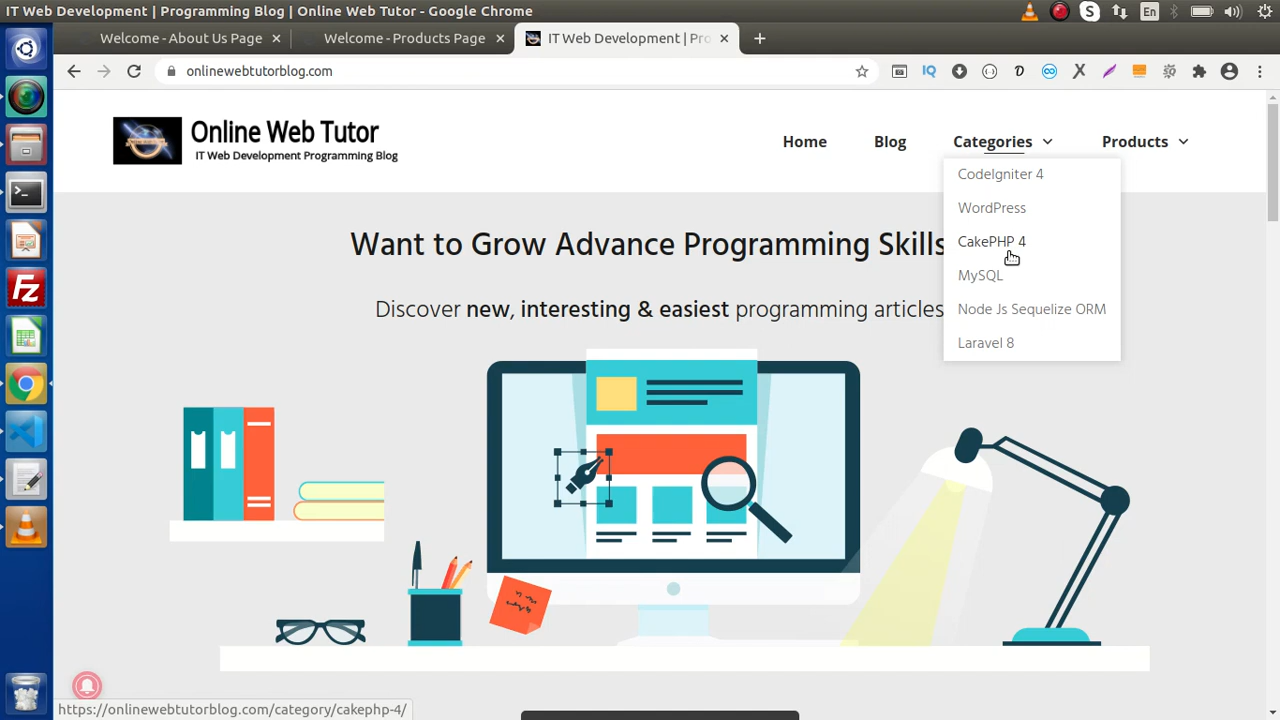 IT Web Development | Programming Blog | Online Web Tutor - Google Chrome
En
Welcome - About Us Page
Welcome - Products Page
IT Web Development | Pro
onlinewebtutorblog.com
IQ
Online Web Tutor
IT Web Development Programming Blog
Home
Blog
Categories
Products
CodeIgniter 4
WordPress
CakePHP 4
MySQL
Node Js Sequelize ORM
Laravel 8
Want to Grow Advance Programming Skills
Discover new, interesting & easiest programming articles
https://onlinewebtutorblog.com/category/cakephp-4/